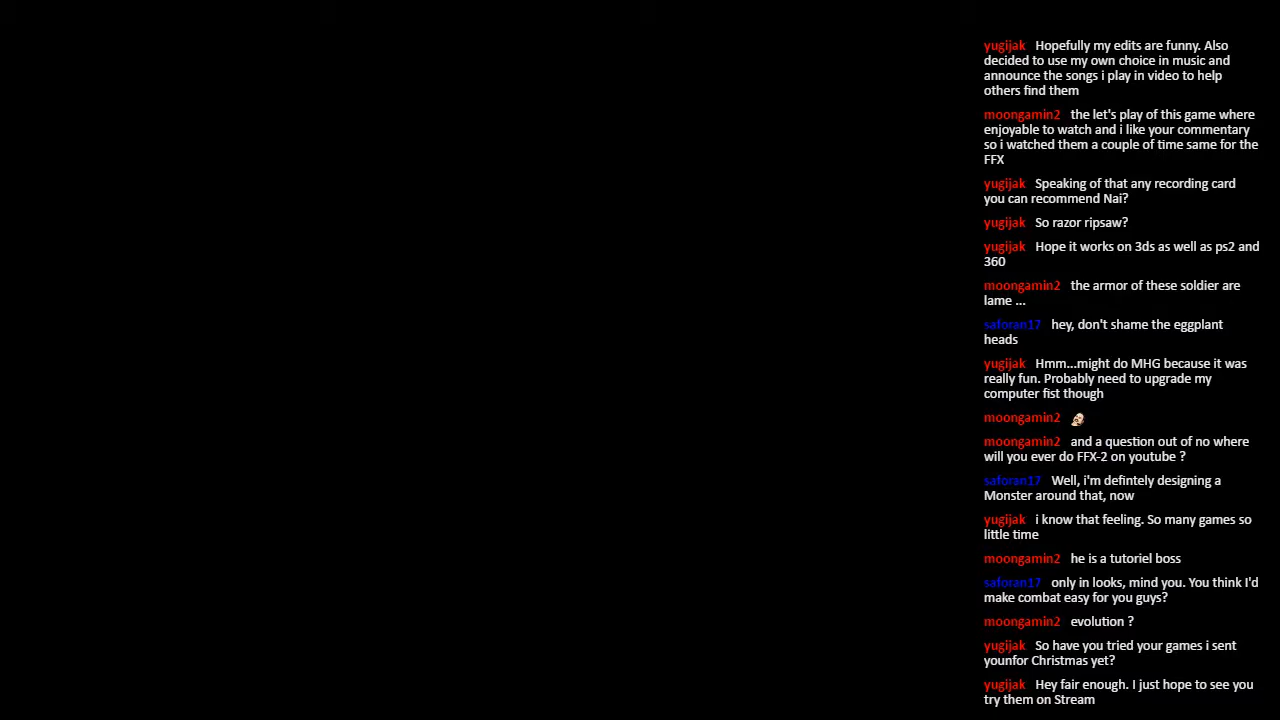 yugijak Hopefully my edits are funny. Also
decided to use my own choice in music and
announce the songs i play in video to help
others find them
moongamin2 the let's play of this game where
enjoyable to watch and i like your commentary
so i watched them a couple of time same for the
FFX
yugijak Speaking of that any recording card
you can recommend Nai?
yugijak So razor ripsaw?
yugijak Hope it works on 3ds as well as ps2 and
360
moongamin2 the armor of these soldier are
lame ...
saforan17 hey, don't shame the eggplant
heads
yugijak Hmm...might do MHG because it was
really fun. Probably need to upgrade my
computer fist though
moongamin2
moongamin2 and a question out of no where
will you ever do FFX-2 on youtube ?
saforan17 Well, i'm defintely designing a
Monster around that, now
yugijak i know that feeling. So many games so
little time
moongamin2 he is a tutoriel boss
saforan17 only in looks, mind you. You think I'd
make combat easy for you guys?
moongamin2 evolution ?
yugijak So have you tried your games i sent
younfor Christmas yet?
yugijak Hey fair enough. I just hope to see you
try them on Stream